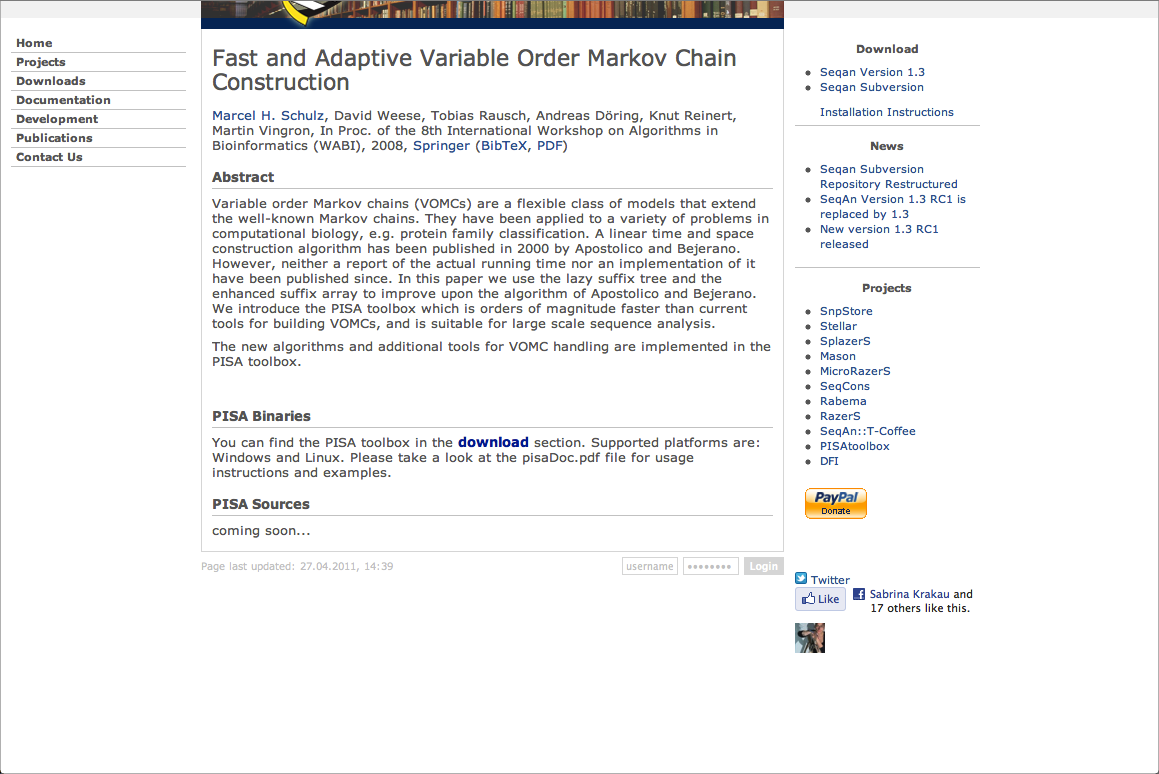 Home
Projects
Downloads
Documentation
Development
Publications
Contact Us
Fast and Adaptive Variable Order Markov Chain
Construction
Marcel H. Schulz, David Weese, Tobias Rausch, Andreas Döring, Knut Reinert,
Martin Vingron, In Proc. of the 8th International Workshop on Algorithms in
Bioinformatics (WABI), 2008, Springer (BibTeX, PDF)
Abstract
Variable order Markov chains (VOMCs) are a flexible class of models that extend
the well-known Markov chains. They have been applied to a variety of problems in
computational biology, e.g. protein family classification. A linear time and space
construction algorithm has been published in 2000 by Apostolico and Bejerano.
However, neither a report of the actual running time nor an implementation of it
have been published since. In this paper we use the lazy suffix tree and the
enhanced suffix array to improve upon the algorithm of Apostolico and Bejerano.
We introduce the PISA toolbox which is orders of magnitude faster than current
tools for building VOMCs, and is suitable for large scale sequence analysis.
The new algorithms and additional tools for VOMC handling are implemented in the
PISA toolbox.
PISA Binaries
You can find the PISA toolbox in the download section. Supported platforms are:
Windows and Linux. Please take a look at the pisaDoc.pdf file for usage
instructions and examples.
PISA Sources
coming soon...
Page last updated: 27.04.2011, 14:39
username
••••••••
Login
Download
Seqan Version 1.3
Seqan Subversion
Installation Instructions
News
Seqan Subversion
Repository Restructured
SeqAn Version 1.3 RC1 is
replaced by 1.3
New version 1.3 RC1
released
Projects
SnpStore
Stellar
SplazerS
Mason
MicroRazerS
SeqCons
Rabema
RazerS
SeqAn::T-Coffee
PISAtoolbox
DFI
PayPal
Donate
Twitter
Like
Sabrina Krakau and
17 others like this.